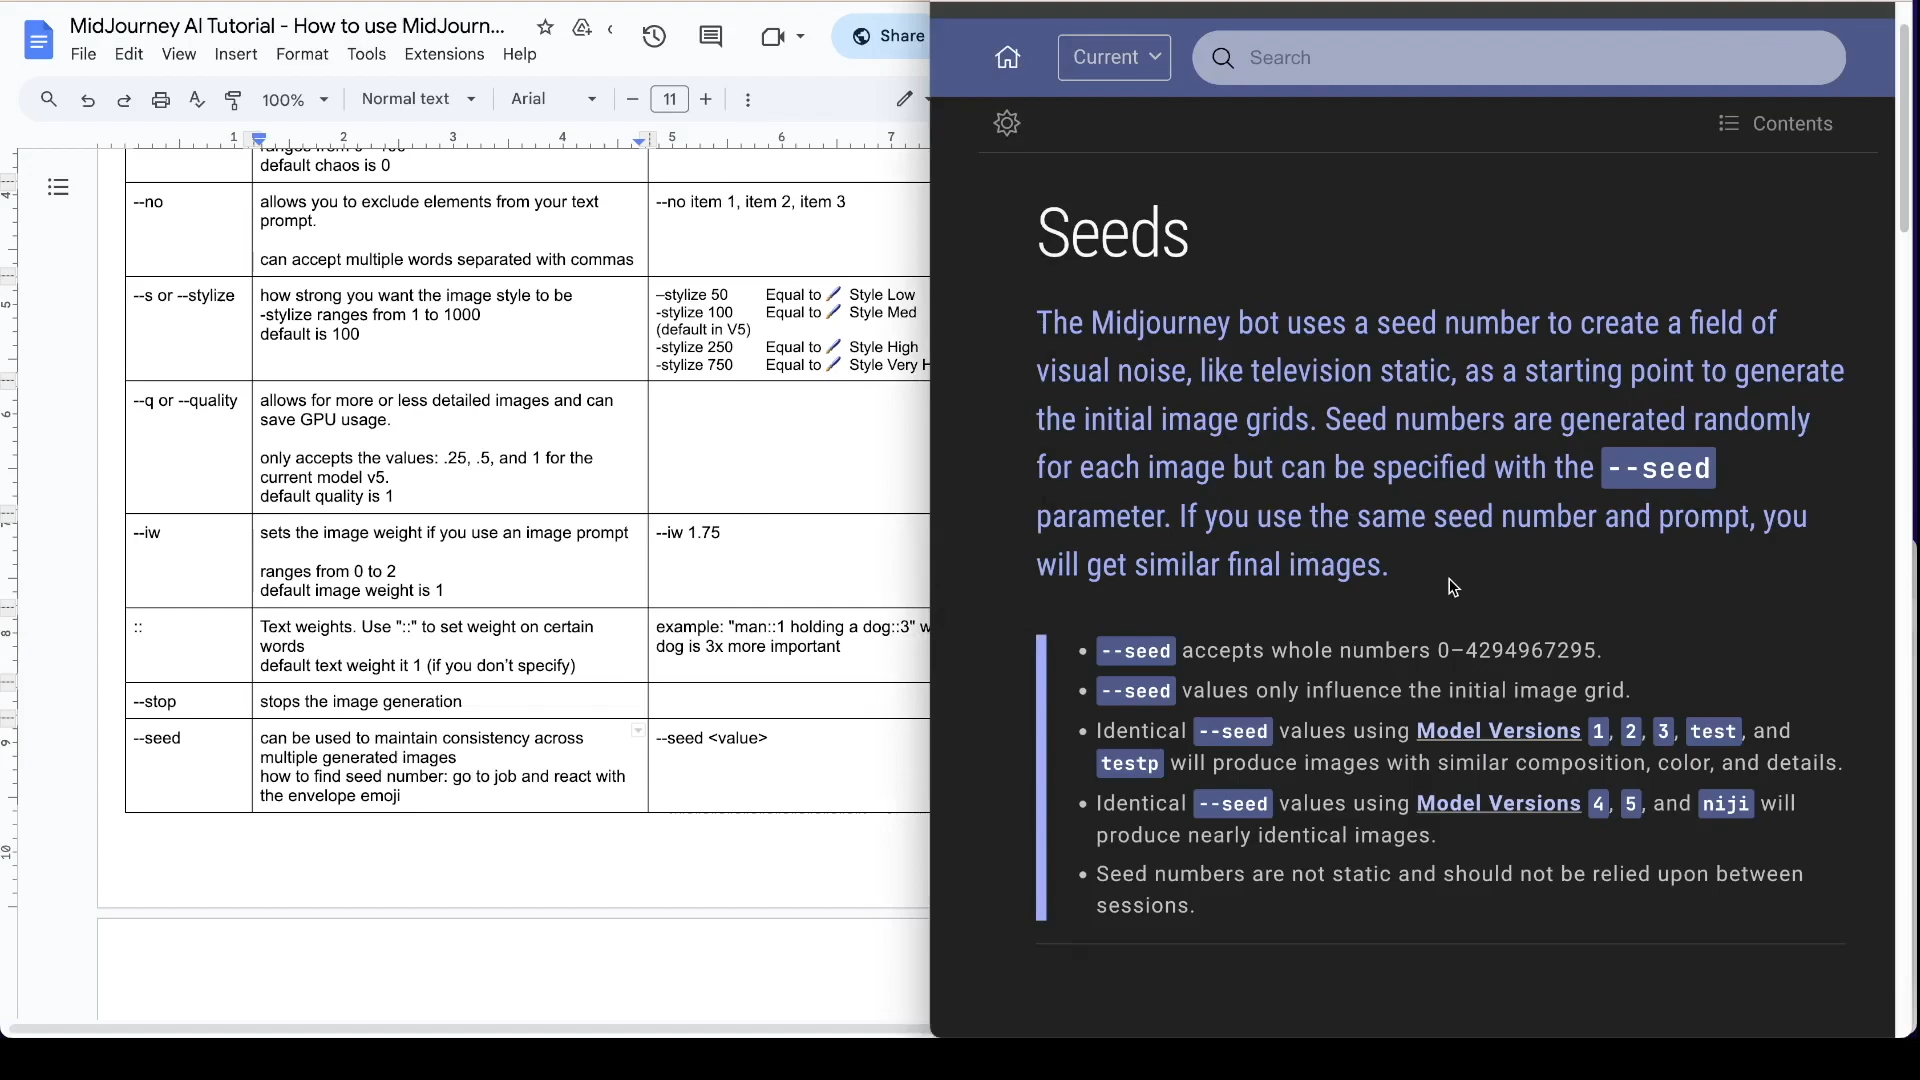 MidJourney AI Tutorial - How to use MidJourn...
Share
File Edit View Insert Format Tools Extensions Help
100% Normal text Arial 11
1 2 3 4 5 6 7
default chaos is 0
--no
allows you to exclude elements from your text
prompt.
can accept multiple words separated with commas
--no item 1, item 2, item 3
--s or --stylize
how strong you want the image style to be
-stylize ranges from 1 to 1000
default is 100
–stylize 50 Equal to 🖌️ Style Low
-stylize 100 Equal to 🖌️ Style Med
(default in V5)
-stylize 250 Equal to 🖌️ Style High
-stylize 750 Equal to 🖌️ Style Very H
--q or --quality
allows for more or less detailed images and can
save GPU usage.
only accepts the values: .25, .5, and 1 for the
current model v5.
default quality is 1
--iw
sets the image weight if you use an image prompt
ranges from 0 to 2
default image weight is 1
--iw 1.75
::
Text weights. Use "::" to set weight on certain
words
default text weight it 1 (if you don’t specify)
example: "man::1 holding a dog::3" w
dog is 3x more important
--stop
stops the image generation
--seed
can be used to maintain consistency across
multiple generated images
how to find seed number: go to job and react with
the envelope emoji
--seed <value>
4
5
6
7
8
9
10
Current
Search
Contents
Seeds
The Midjourney bot uses a seed number to create a field of
visual noise, like television static, as a starting point to generate
the initial image grids. Seed numbers are generated randomly
for each image but can be specified with the --seed
parameter. If you use the same seed number and prompt, you
will get similar final images.
• --seed accepts whole numbers 0–4294967295.
• --seed values only influence the initial image grid.
• Identical --seed values using Model Versions 1, 2, 3, test, and
testp will produce images with similar composition, color, and details.
• Identical --seed values using Model Versions 4, 5, and niji will
produce nearly identical images.
• Seed numbers are not static and should not be relied upon between
sessions.